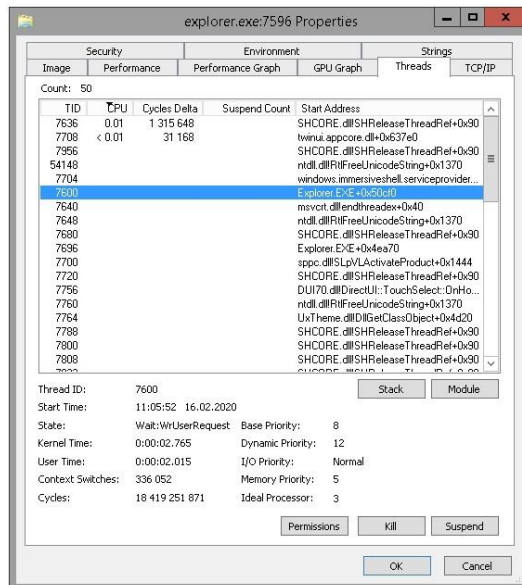 explorer.exe:7596 Properties
Security Environment Strings
Image Performance Performance Graph GPU Graph Threads TCP/IP
Count: 50
TID CPU Cycles Delta Suspend Count Start Address
7636 0.01 1 315 648 SHCORE.dll!SHReleaseThreadRef+0x90
7708 < 0.01 31 168 twinui.appcore.dll+0x637e0
7956 SHCORE.dll!SHReleaseThreadRef+0x90
54148 ntdll.dll!RtlFreeUnicodeString+0x1370
7704 windows.immersiveshell.serviceprovider...
7600 Explorer.EXE+0x50cf0
7640 msvcrt.dll!endthreadex+0x40
7648 ntdll.dll!RtlFreeUnicodeString+0x1370
7680 SHCORE.dll!SHReleaseThreadRef+0x90
7696 Explorer.EXE+0x4ea70
7700 sppc.dll!SLpVLActivateProduct+0x1444
7720 SHCORE.dll!SHReleaseThreadRef+0x90
7756 DUI70.dll!DirectUI::TouchSelect::OnHo...
7760 ntdll.dll!RtlFreeUnicodeString+0x1370
7764 UxTheme.dll!DllGetClassObject+0x4d20
7788 SHCORE.dll!SHReleaseThreadRef+0x90
7800 SHCORE.dll!SHReleaseThreadRef+0x90
7808 SHCORE.dll!SHReleaseThreadRef+0x90
Thread ID: 7600 Stack Module
Start Time: 11:05:52 16.02.2020
State: Wait:WrUserRequest Base Priority: 8
Kernel Time: 0:00:02.765 Dynamic Priority: 12
User Time: 0:00:02.015 I/O Priority: Normal
Context Switches: 336 052 Memory Priority: 5
Cycles: 18 419 251 871 Ideal Processor: 3
Permissions Kill Suspend
OK Cancel